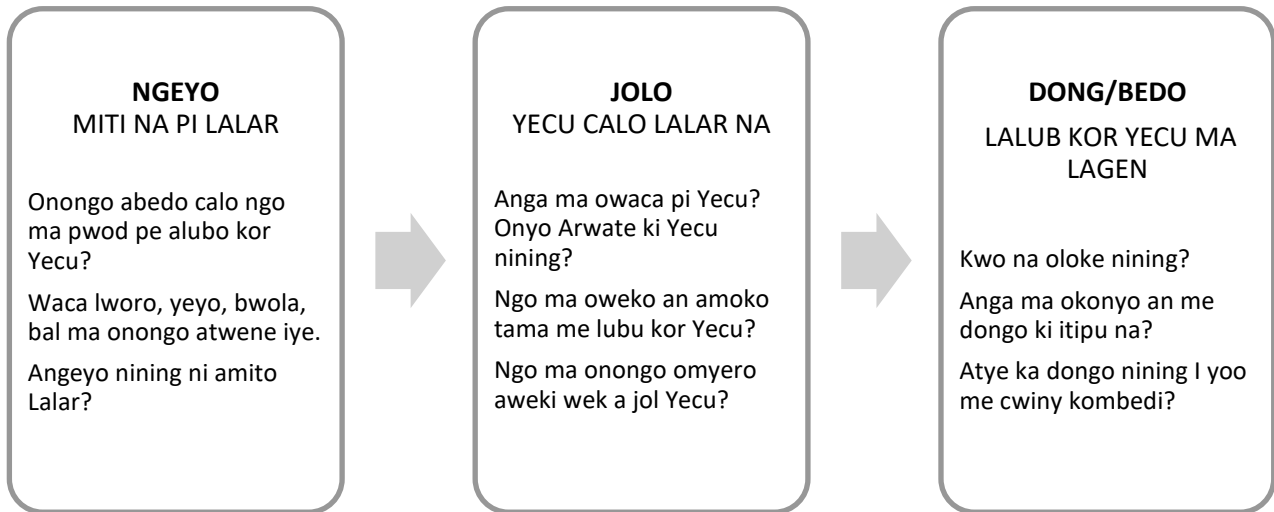 NGEYO
MITI NA PI LALAR
Onongo abedo calo ngo
ma pwod pe alubo kor
Yecu?
Waca lworo, yeyo, bwola,
bal ma onongo atwene iye.
Angeyo nining ni amito
Lalar?
JOLO
YECU CALO LALAR NA
Anga ma owaca pi Yecu?
Onyo Arwate ki Yecu
nining?
Ngo ma oweko an amoko
tama me lubu kor Yecu?
Ngo ma onongo omyero
aweki wek a jol Yecu?
DONG/BEDO
LALUB KOR YECU MA
LAGEN
Kwo na oloke nining?
Anga ma okonyo an me
dongo ki itipu na?
Atye ka dongo nining I yoo
me cwiny kombedi?